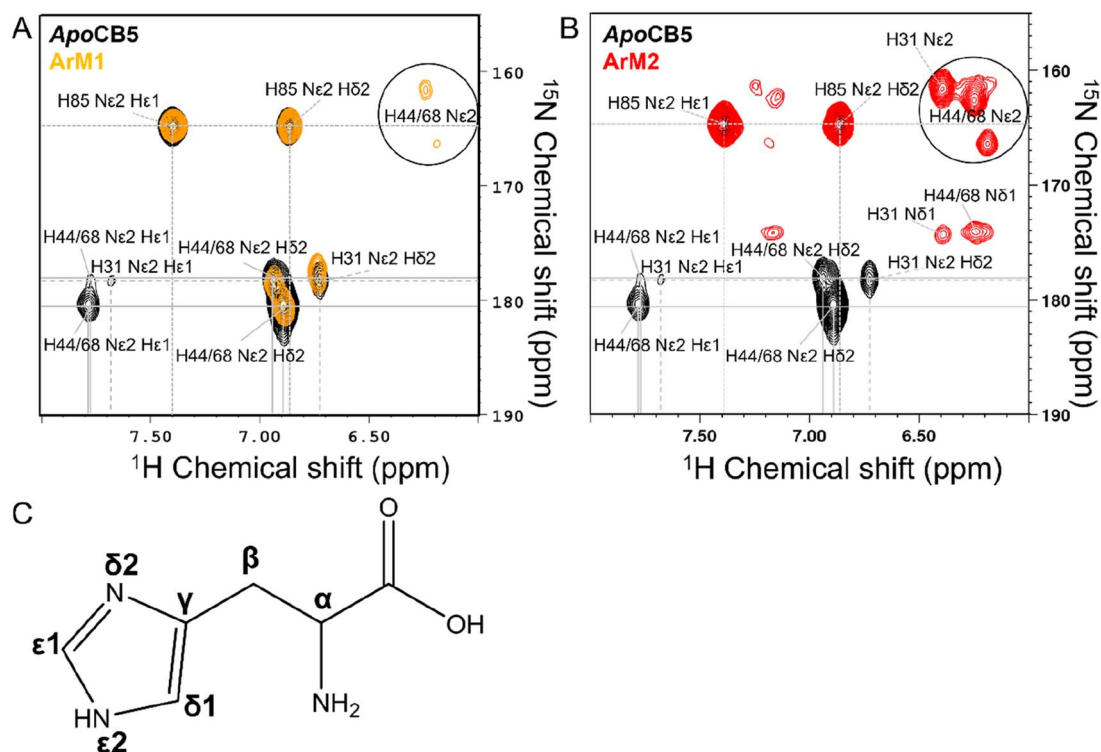 A
ApoCB5
ArM1
H85 Nε2 Hε1
H85 Nε2 Hδ2
H44/68 Nε2
H44/68 Nε2 Hε1
H31 Nε2 Hε1
H44/68 Nε2 Hδ2
H31 Nε2 Hδ2
H44/68 Nε2 Hε1
H44/68 Nε2 Hδ2
160
170
180
190
15N Chemical shift (ppm)
7.50
7.00
6.50
1H Chemical shift (ppm)
B
ApoCB5
ArM2
H31 Nε2
H85 Nε2 Hε1
H85 Nε2 Hδ2
H44/68 Nε2
H44/68 Nδ1
H31 Nδ1
H44/68 Nε2 Hε1
H44/68 Nε2 Hδ2
H31 Nε2 Hε1
H31 Nε2 Hδ2
H44/68 Nε2 Hε1
H44/68 Nε2 Hδ2
160
170
180
190
15N Chemical shift (ppm)
7.50
7.00
6.50
1H Chemical shift (ppm)
C
O
δ2
N
β
γ
α
OH
ε1
HN
δ1
NH2
ε2